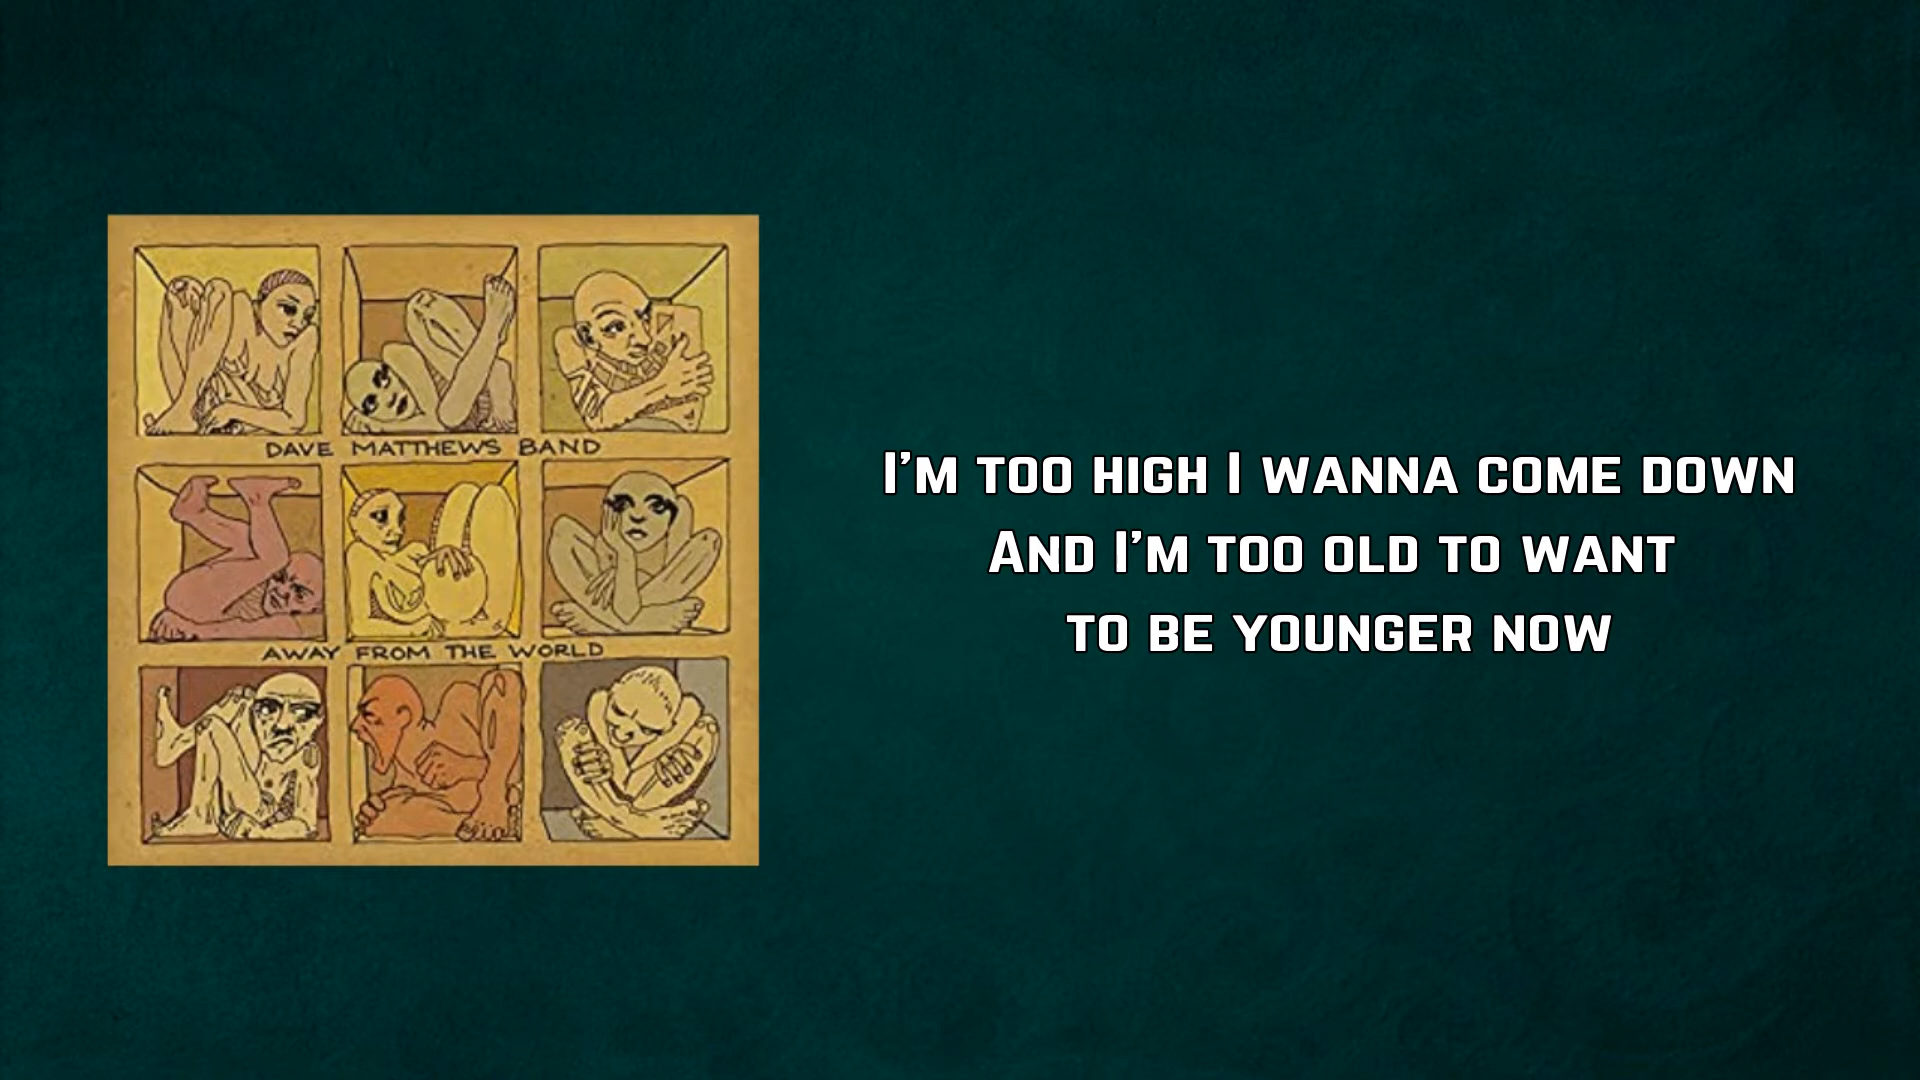 DAVE MATTHEWS BAND
AWAY FROM THE WORLD
I'm too high I wanna come down
And I'm too old to want
to be younger now